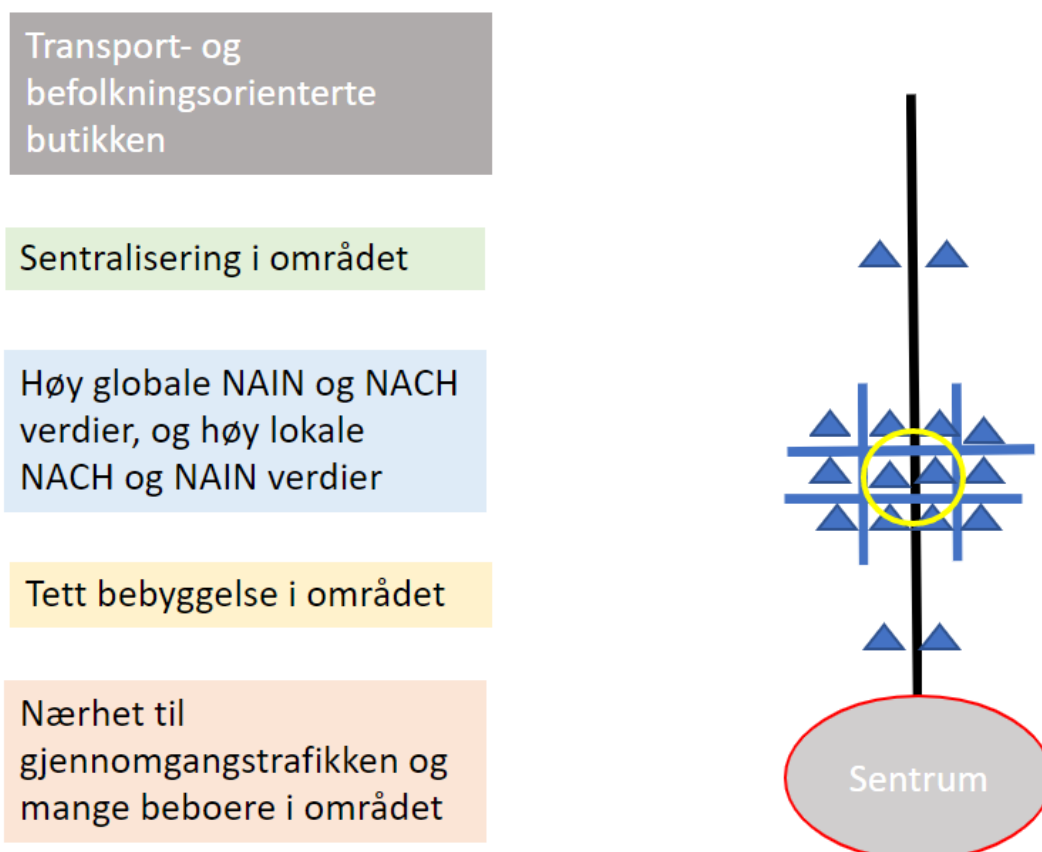 Transport- og
befolkningsorienterte
butikken
Sentralisering i området
Høy globale NAIN og NACH
verdier, og høy lokale
NACH og NAIN verdier
Tett bebyggelse i området
Nærhet til
gjennomgangstrafikken og
mange beboere i området
Sentrum